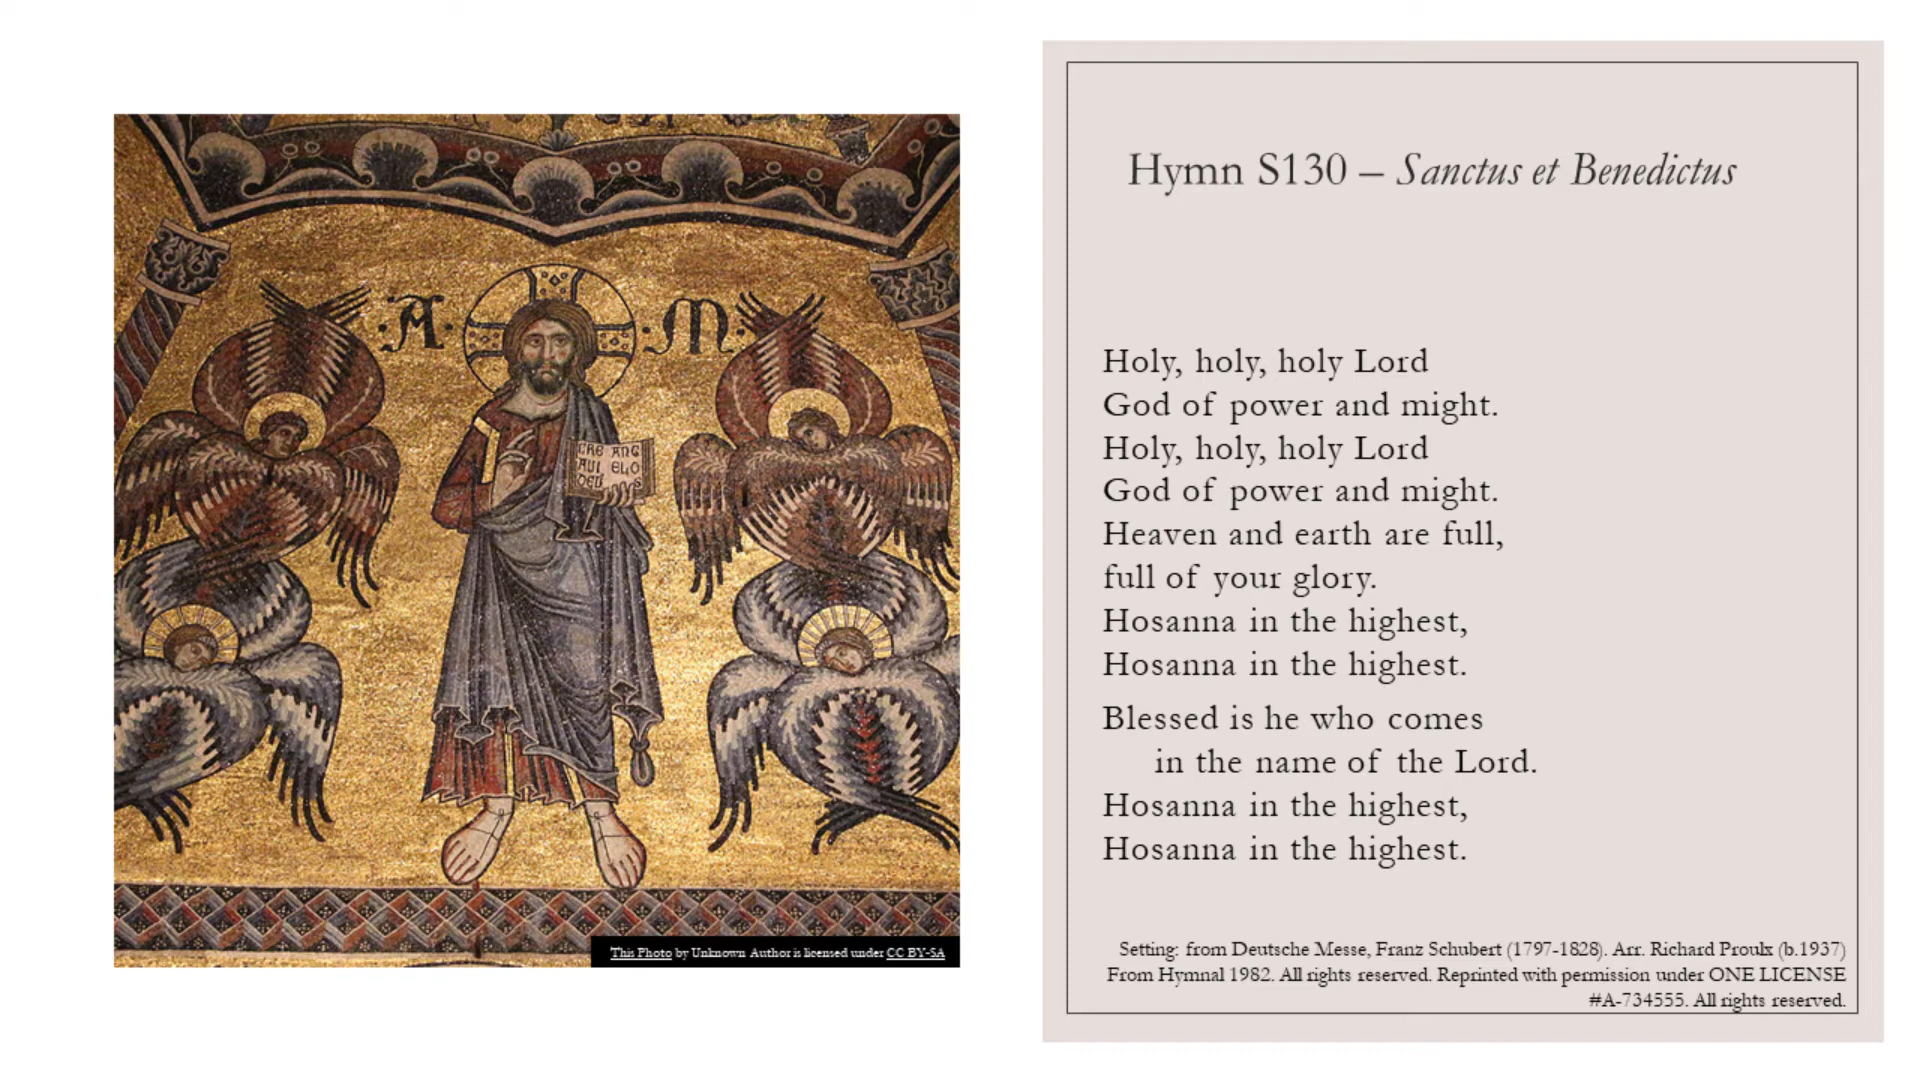 ·A· ·M·
CRE ANG
AVI ELO
DEU S
This Photo by Unknown Author is licensed under CC BY-SA
Hymn S130 – Sanctus et Benedictus
Holy, holy, holy Lord
God of power and might.
Holy, holy, holy Lord
God of power and might.
Heaven and earth are full,
full of your glory.
Hosanna in the highest,
Hosanna in the highest.
Blessed is he who comes
in the name of the Lord.
Hosanna in the highest,
Hosanna in the highest.
Setting: from Deutsche Messe, Franz Schubert (1797-1828). Arr. Richard Proulx (b.1937)
From Hymnal 1982. All rights reserved. Reprinted with permission under ONE LICENSE
#A-734555. All rights reserved.